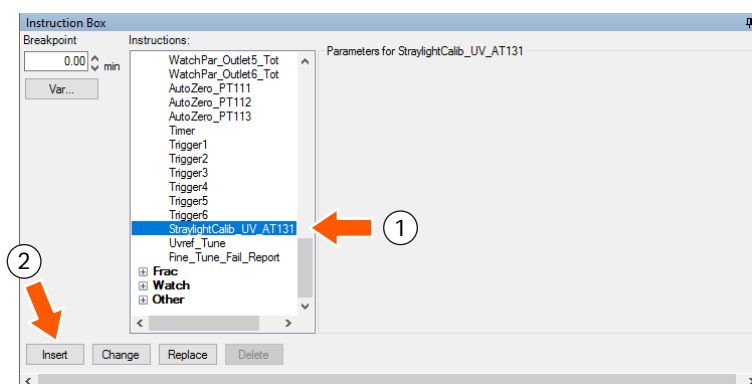 Instruction Box
Breakpoint
Instructions:
0.00 min
Var...
WatchPar_Outlet5_Tot
WatchPar_Outlet6_Tot
AutoZero_PT111
AutoZero_PT112
AutoZero_PT113
Timer
Trigger1
Trigger2
Trigger3
Trigger4
Trigger5
Trigger6
StraylightCalib_UV_AT131
Uvref_Tune
Fine_Tune_Fail_Report
Frac
Watch
Other
Parameters for StraylightCalib_UV_AT131
1
2
Insert Change Replace Delete